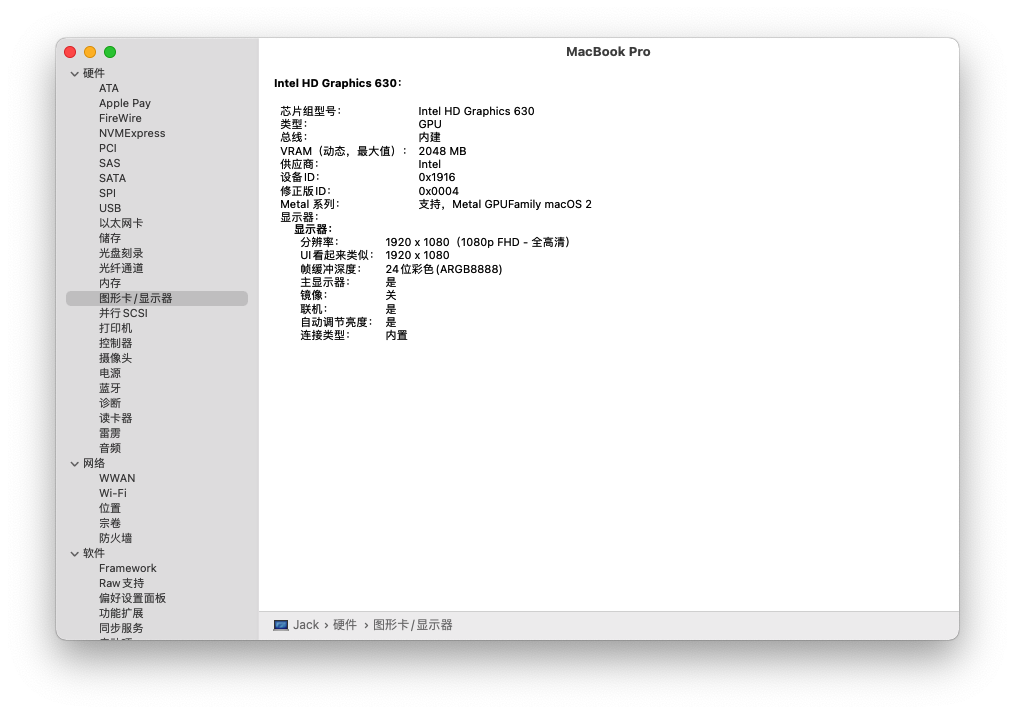 MacBook Pro
硬件
ATA
Apple Pay
FireWire
NVMExpress
PCI
SAS
SATA
SPI
USB
以太网卡
储存
光盘刻录
光纤通道
内存
图形卡/显示器
并行SCSI
打印机
控制器
摄像头
电源
蓝牙
诊断
读卡器
雷雳
音频
网络
WWAN
Wi-Fi
位置
宗卷
防火墙
软件
Framework
Raw支持
偏好设置面板
功能扩展
同步服务
Intel HD Graphics 630：
芯片组型号： Intel HD Graphics 630
类型： GPU
总线： 内建
VRAM（动态，最大值）： 2048 MB
供应商： Intel
设备ID： 0x1916
修正版ID： 0x0004
Metal 系列： 支持，Metal GPUFamily macOS 2
显示器：
显示器：
分辨率： 1920 x 1080（1080p FHD - 全高清）
UI看起来类似： 1920 x 1080
帧缓冲深度： 24位彩色(ARGB8888)
主显示器： 是
镜像： 关
联机： 是
自动调节亮度： 是
连接类型： 内置
Jack › 硬件 › 图形卡/显示器